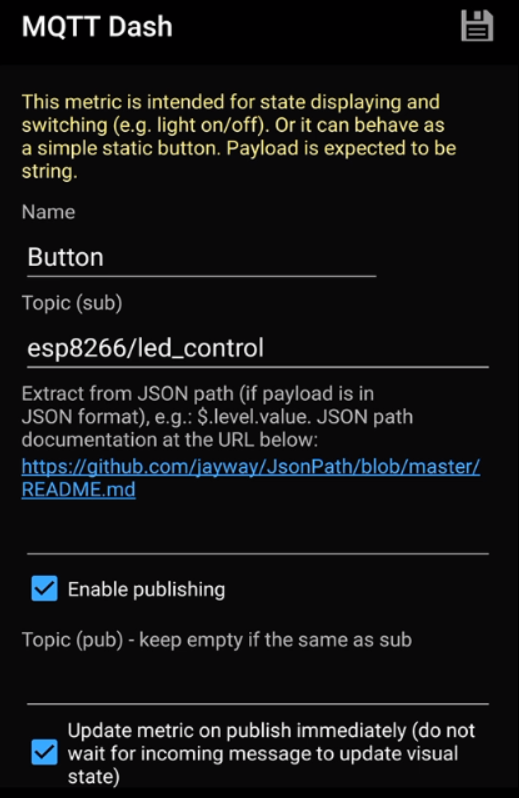 MQTT Dash
This metric is intended for state displaying and
switching (e.g. light on/off). Or it can behave as
a simple static button. Payload is expected to be
string.
Name
Button
Topic (sub)
esp8266/led_control
Extract from JSON path (if payload is in
JSON format), e.g.: $.level.value. JSON path
documentation at the URL below:
https://github.com/jayway/JsonPath/blob/master/
README.md
Enable publishing
Topic (pub) - keep empty if the same as sub
Update metric on publish immediately (do not
wait for incoming message to update visual
state)